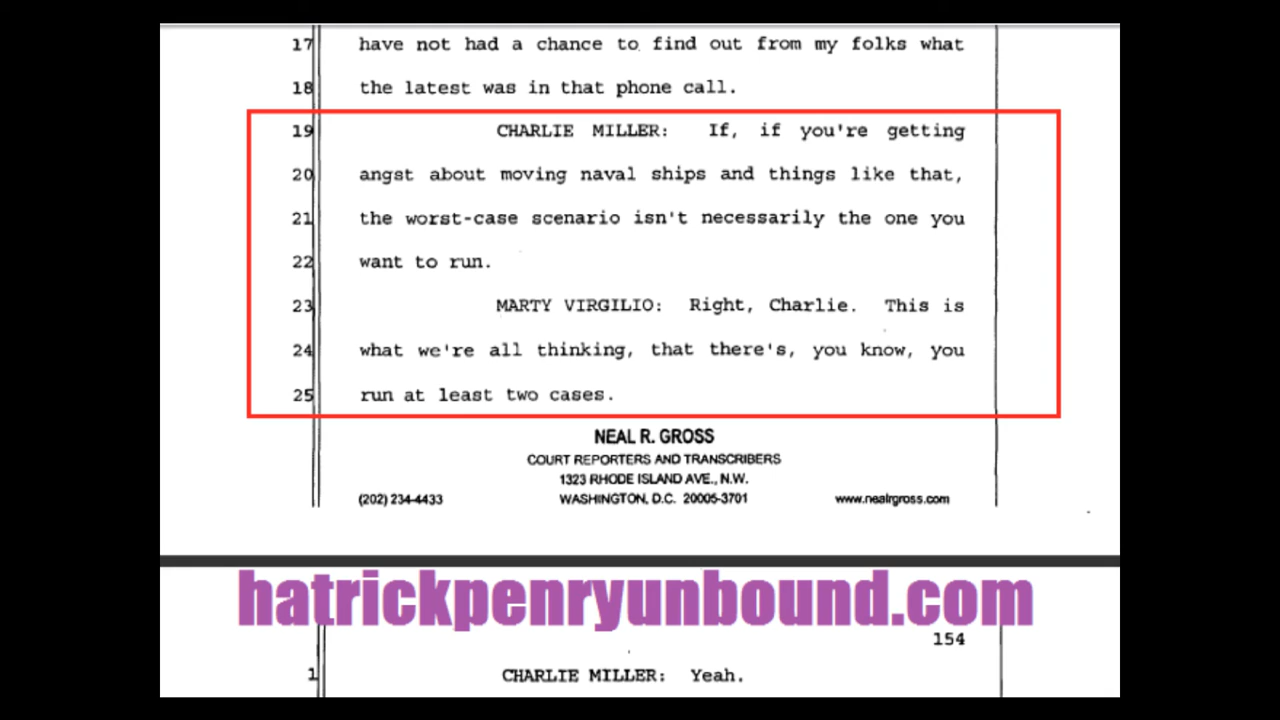 17 have not had a chance to find out from my folks what
18 the latest was in that phone call.
19 CHARLIE MILLER: If, if you're getting
20 angst about moving naval ships and things like that,
21 the worst-case scenario isn't necessarily the one you
22 want to run.
23 MARTY VIRGILIO: Right, Charlie. This is
24 what we're all thinking, that there's, you know, you
25 run at least two cases.
NEAL R. GROSS
COURT REPORTERS AND TRANSCRIBERS
1323 RHODE ISLAND AVE., N.W.
(202) 234-4433 WASHINGTON, D.C. 20005-3701 www.nealrgross.com
hatrickpenryunbound.com
154
1 CHARLIE MILLER: Yeah.